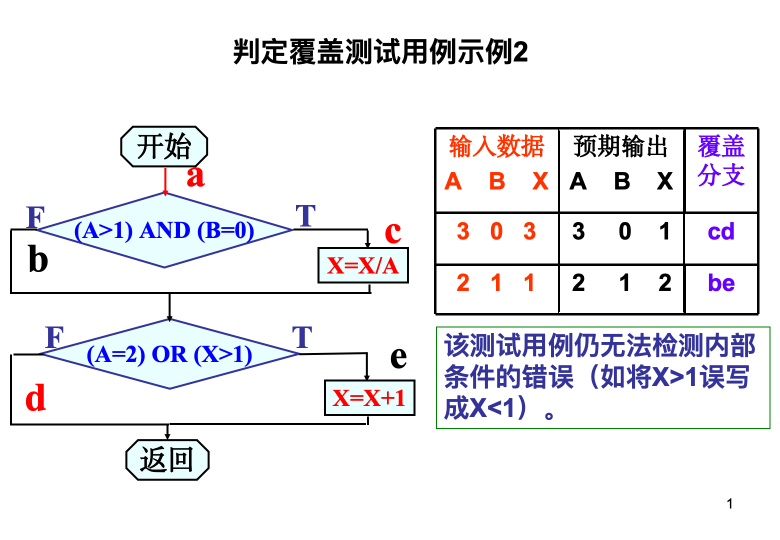 判定覆盖测试用例示例2
开始
a
F
(A>1) AND (B=0)
T
b
c
X=X/A
F
(A=2) OR (X>1)
T
d
e
X=X+1
返回
输入数据 预期输出 覆盖
A B X A B X 分支
3 0 3 3 0 1 cd
2 1 1 2 1 2 be
该测试用例仍无法检测内部
条件的错误（如将X>1误写
成X<1）。
1